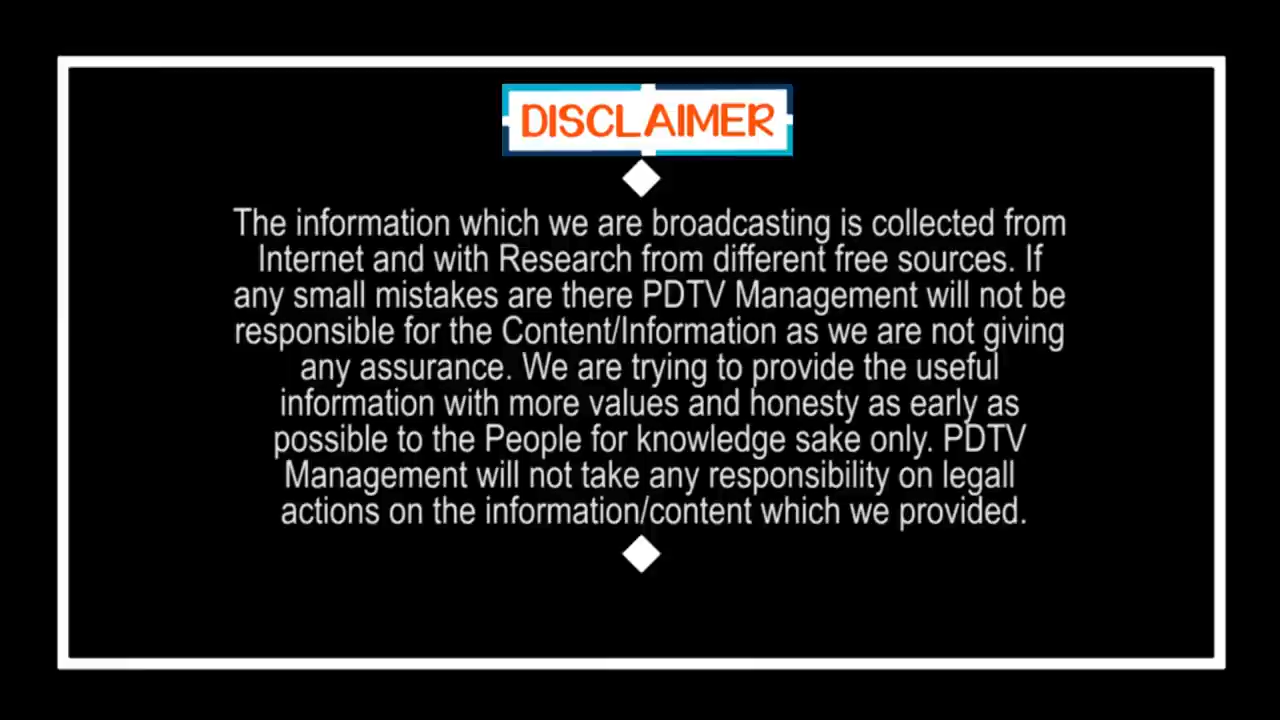 DISCLAIMER
The information which we are broadcasting is collected from
Internet and with Research from different free sources. If
any small mistakes are there PDTV Management will not be
responsible for the Content/Information as we are not giving
any assurance. We are trying to provide the useful
information with more values and honesty as early as
possible to the People for knowledge sake only. PDTV
Management will not take any responsibility on legall
actions on the information/content which we provided.